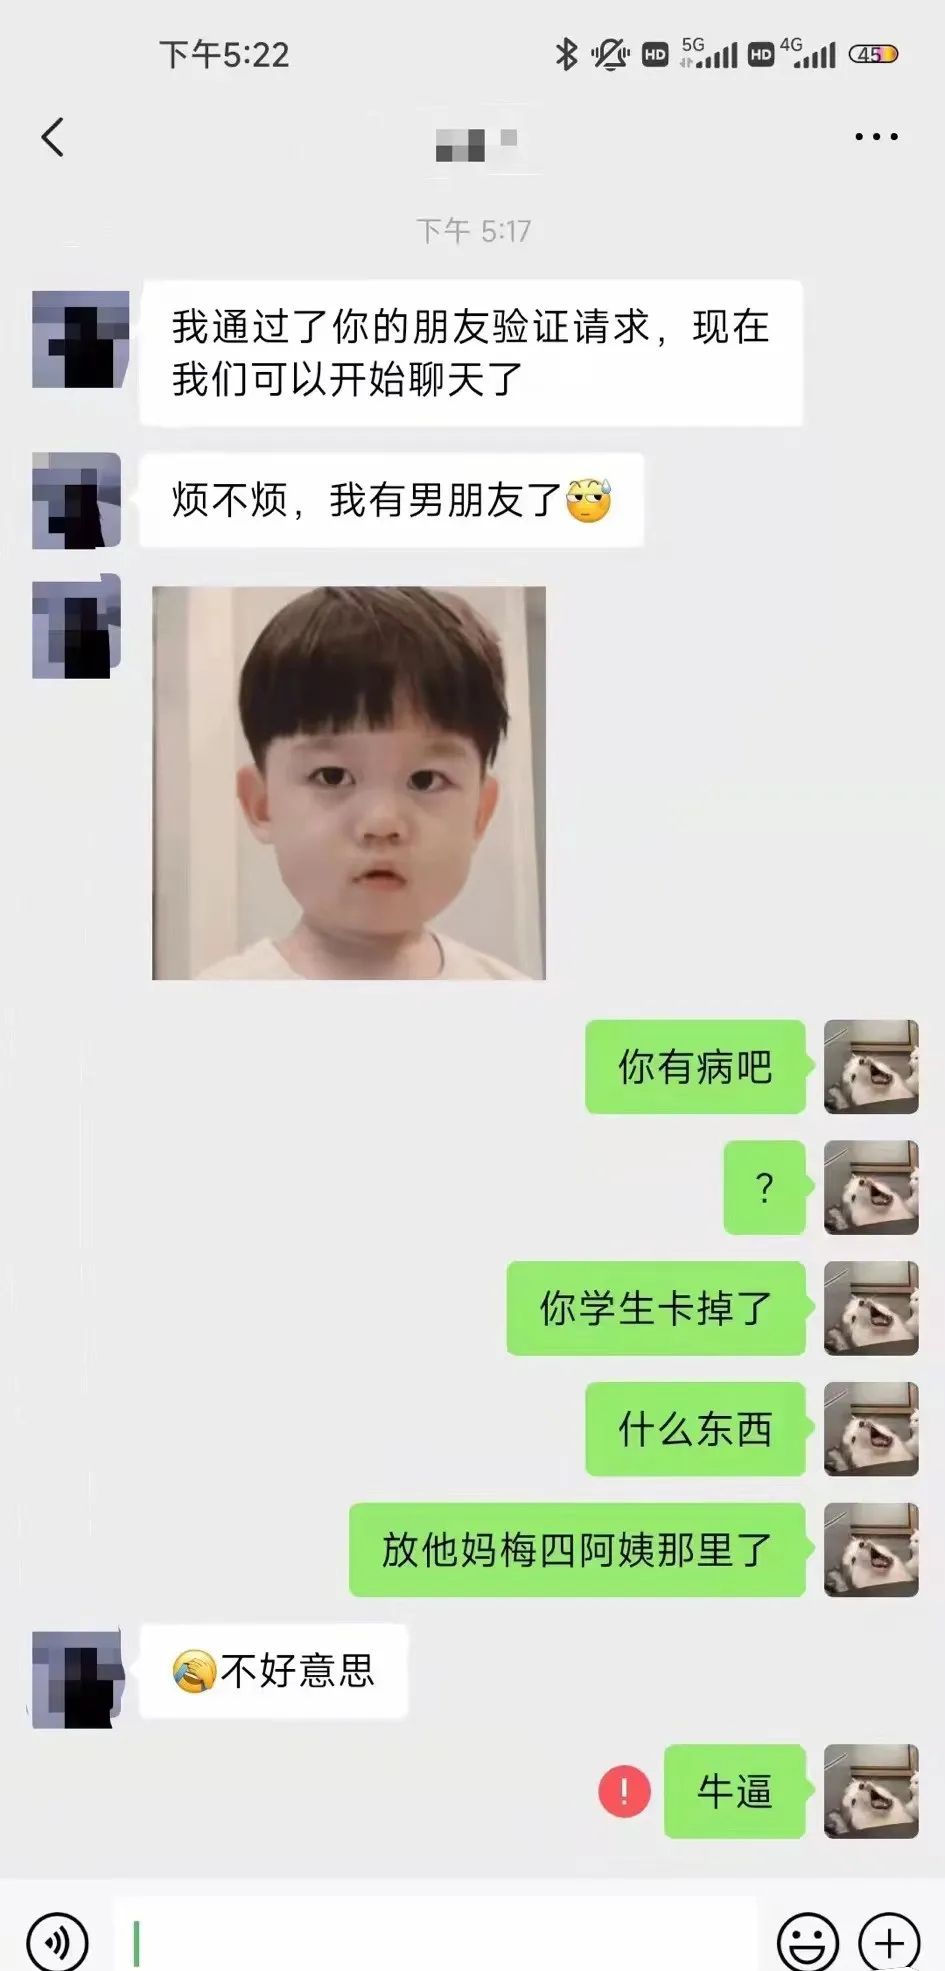 下午5:22
HD 5G HD 4G 45
下午 5:17
我通过了你的朋友验证请求，现在
我们可以开始聊天了
烦不烦，我有男朋友了
你有病吧
？
你学生卡掉了
什么东西
放他妈梅四阿姨那里了
不好意思
牛逼